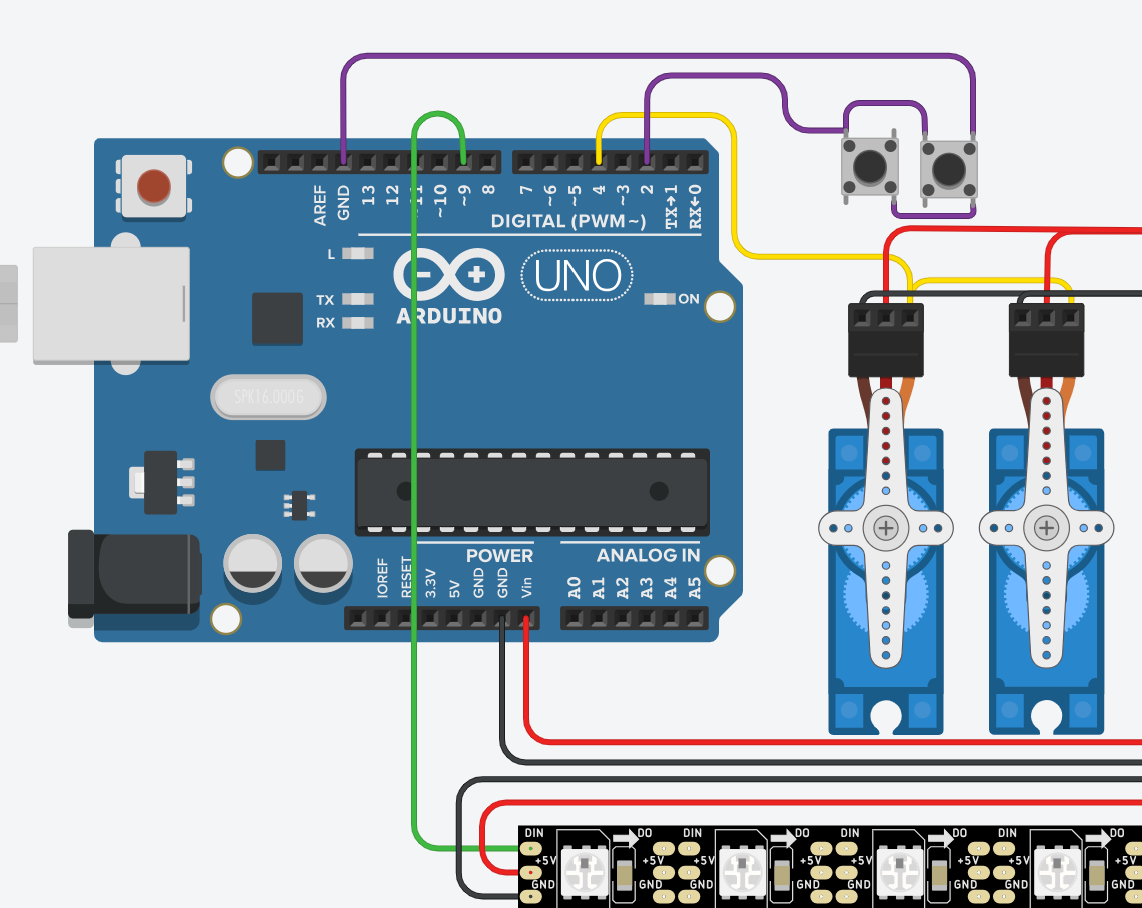 AREF
GND
13
12
~11
~10
~9
8
7
~6
~5
4
~3
2
TX→1
RX←0
DIGITAL (PWM~)
L
TX
RX
UNO
ON
ARDUINO
SPK16.000G
POWER
ANALOG IN
IOREF
RESET
3.3V
5V
GND
GND
Vin
A0
A1
A2
A3
A4
A5
DIN DO DIN DO DIN DO DIN DO
+5V +5V +5V +5V +5V +5V +5V +5V
GND GND GND GND GND GND GND GND